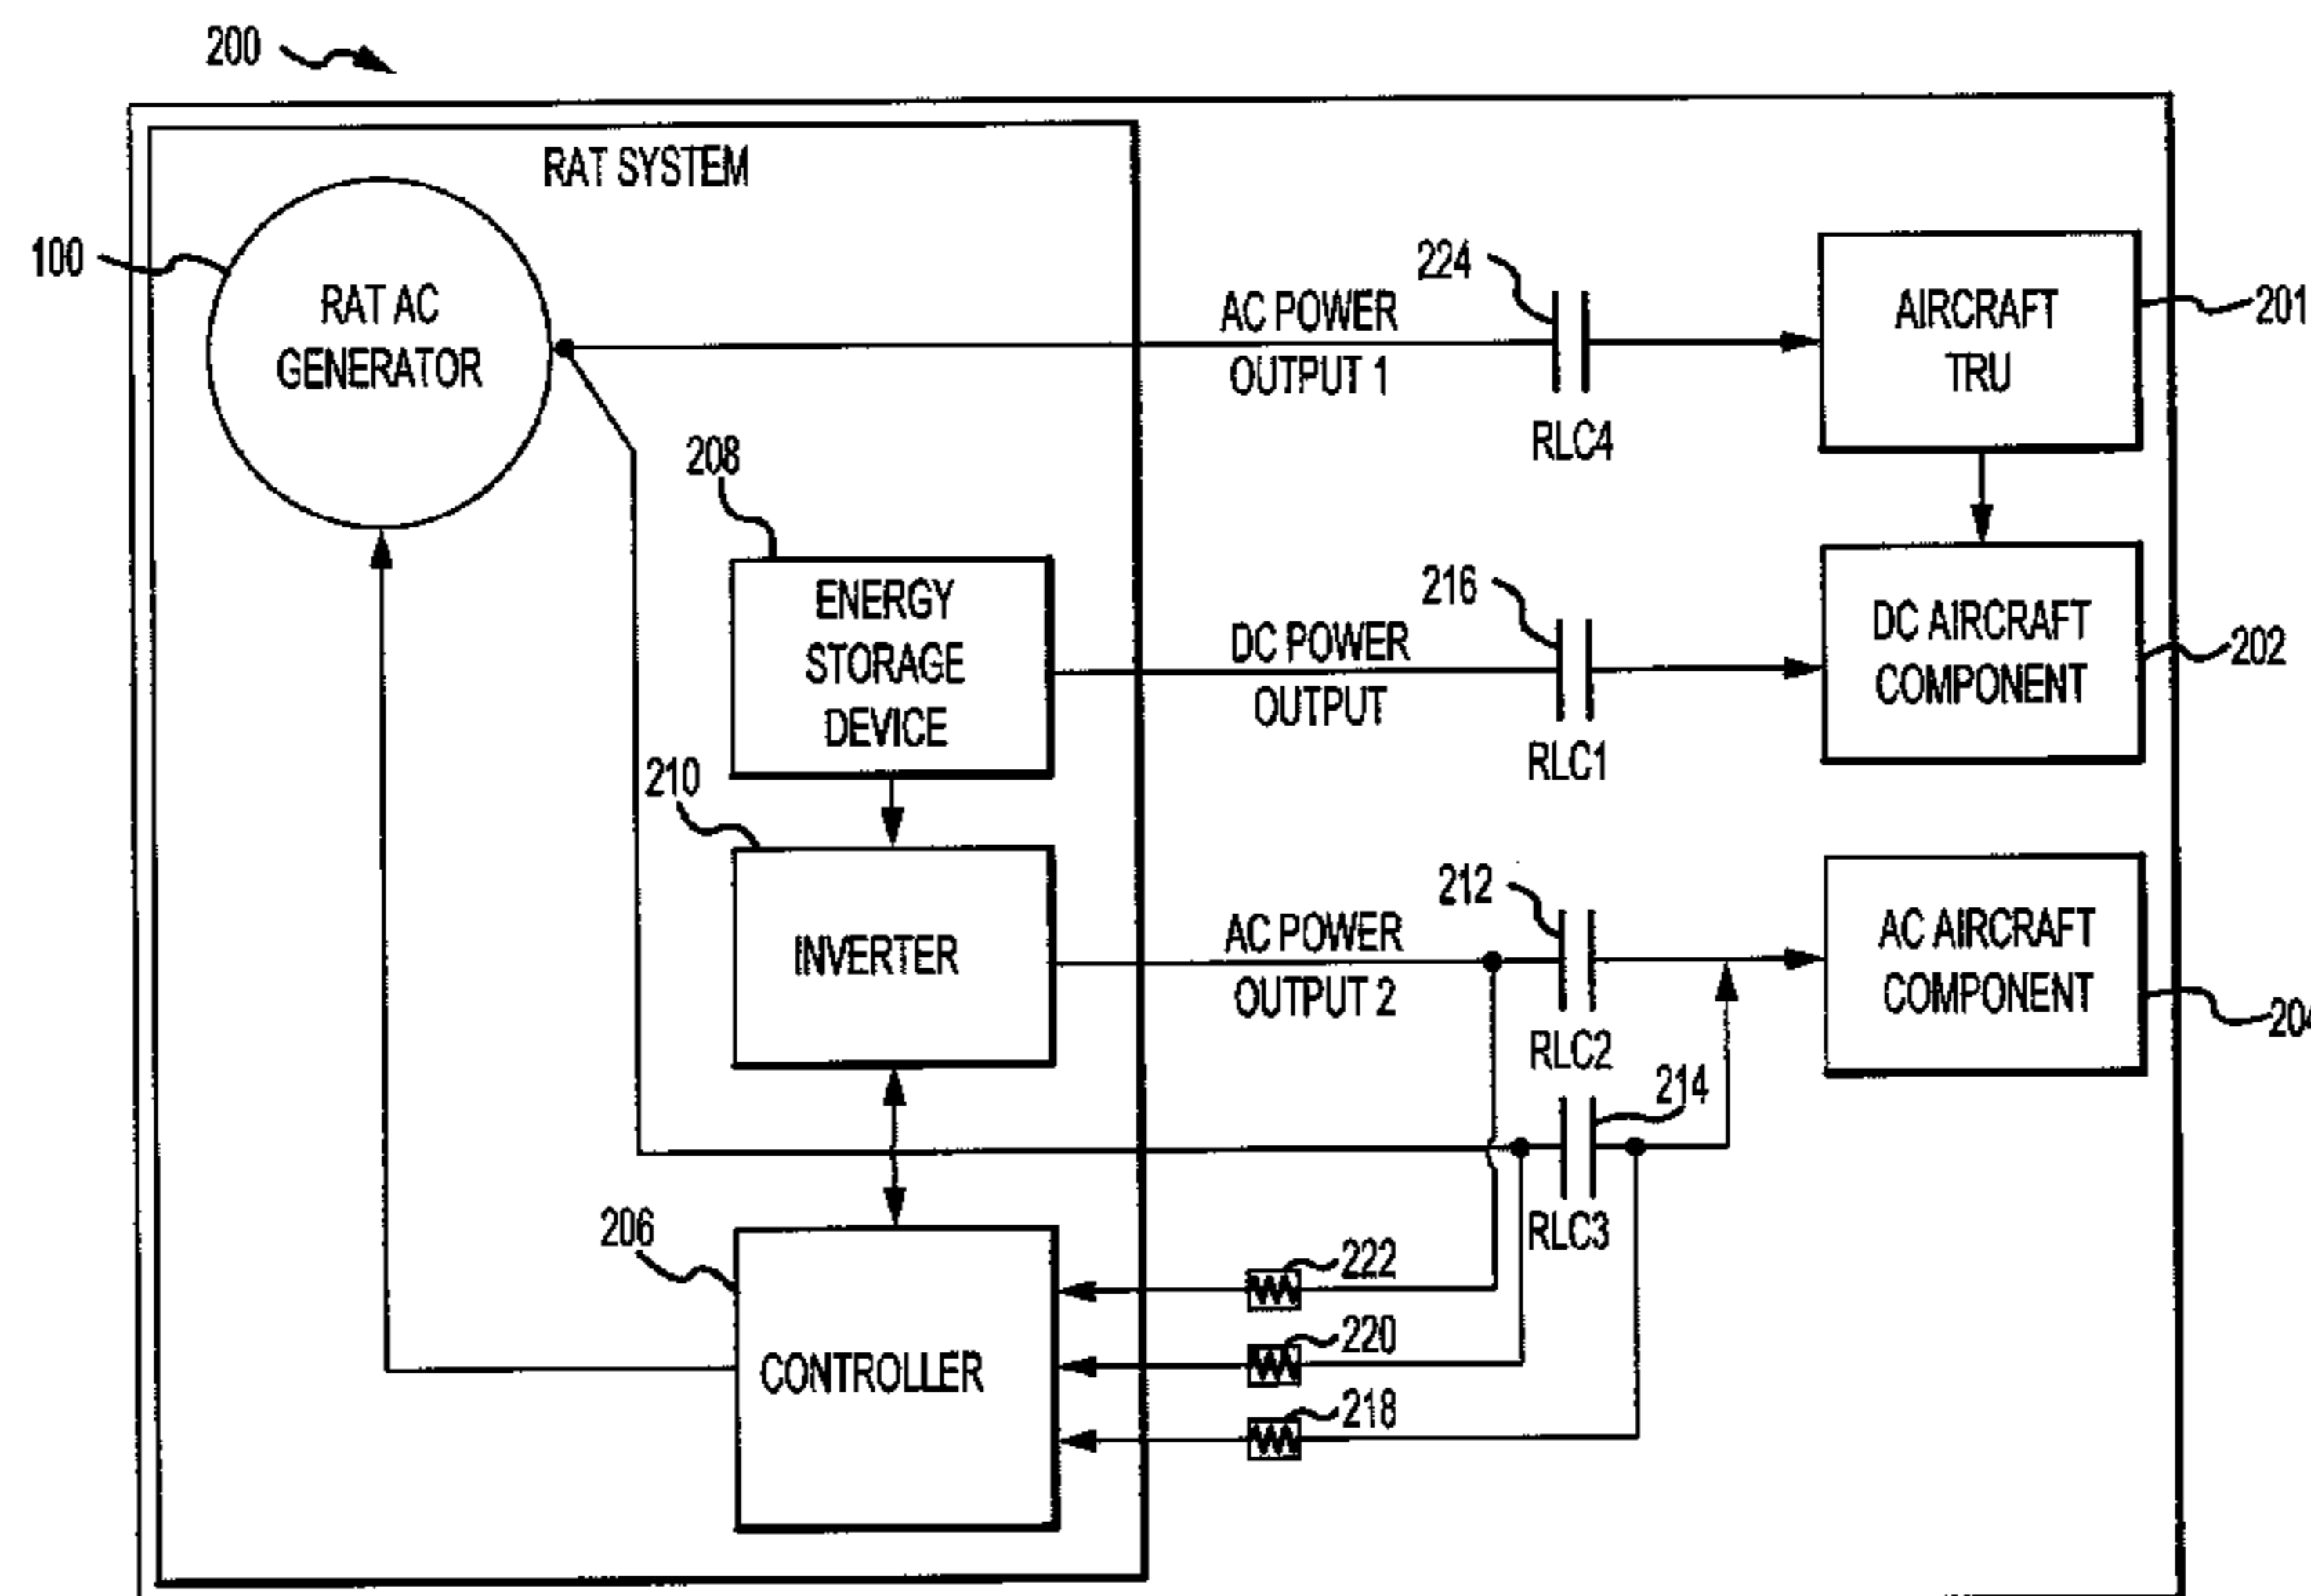 200
RAT SYSTEM
100
RAT AC
GENERATOR
AC POWER
OUTPUT 1
224
RLC4
AIRCRAFT
TRU
201
208
ENERGY
STORAGE
DEVICE
DC POWER
OUTPUT
216
RLC1
DC AIRCRAFT
COMPONENT
202
210
INVERTER
AC POWER
OUTPUT 2
212
RLC2
AC AIRCRAFT
COMPONENT
204
214
RLC3
206
CONTROLLER
222
220
218